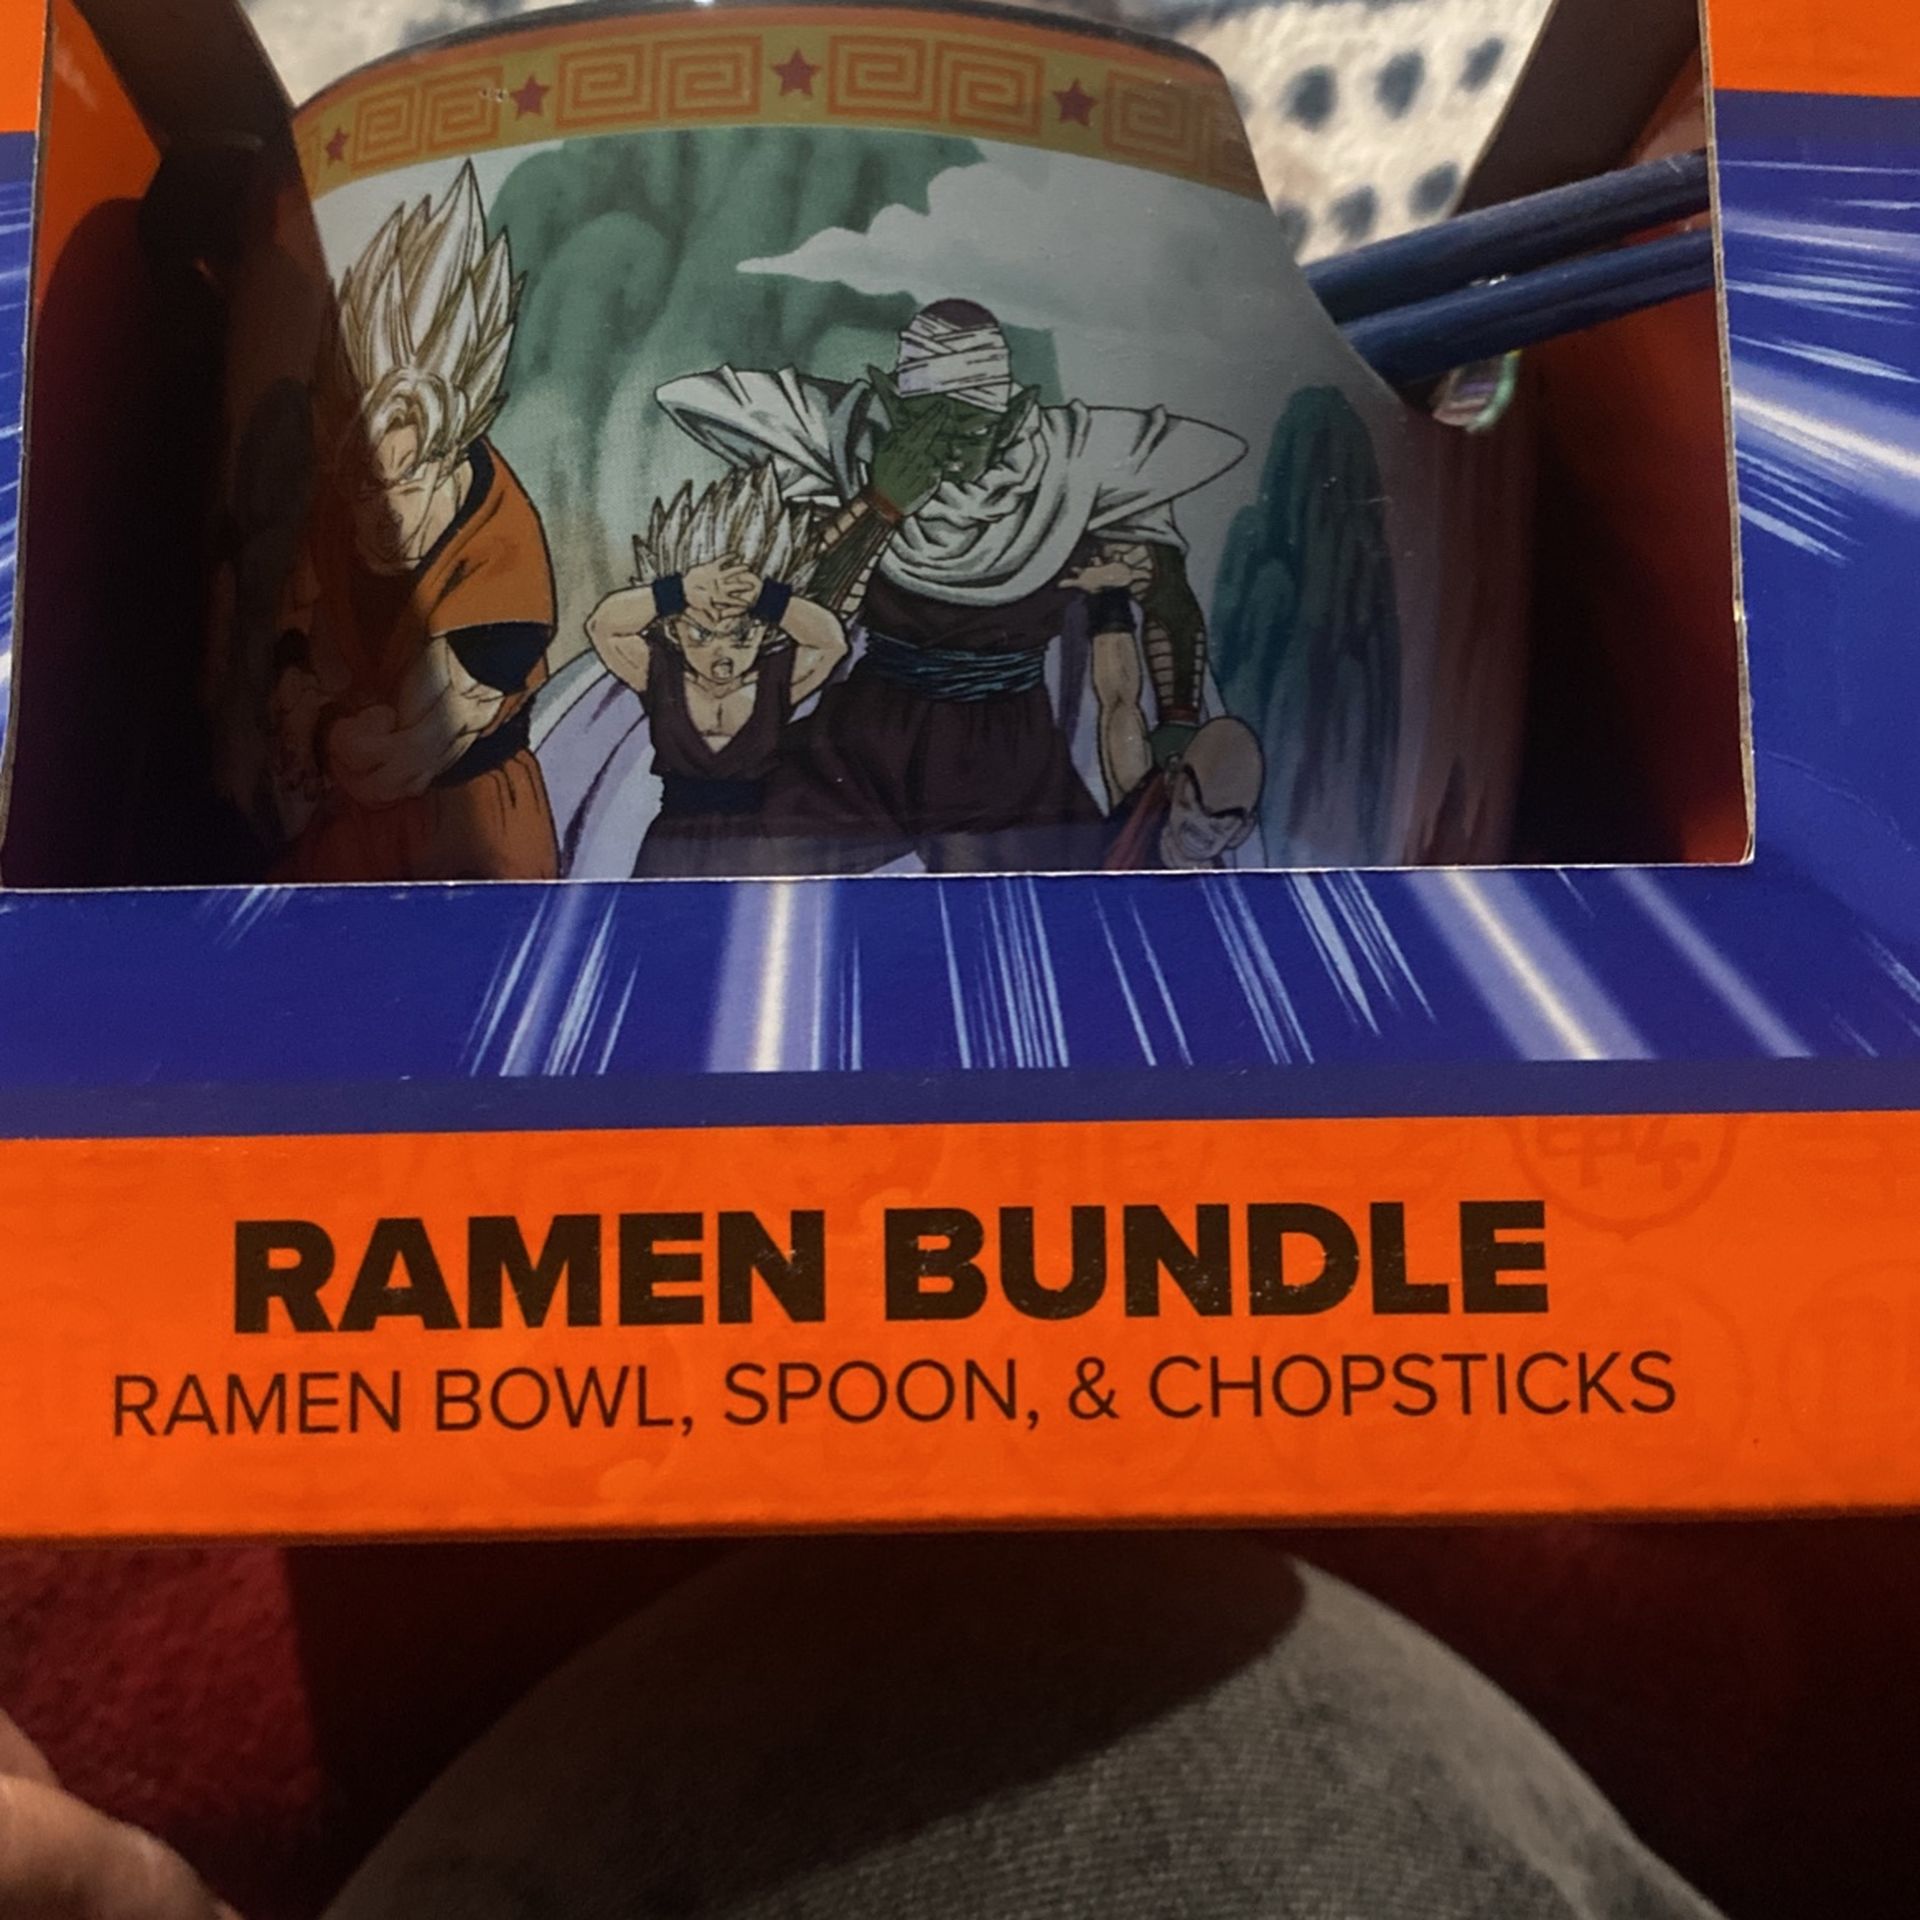 RAMEN BUNDLE
RAMEN BOWL, SPOON, & CHOPSTICKS